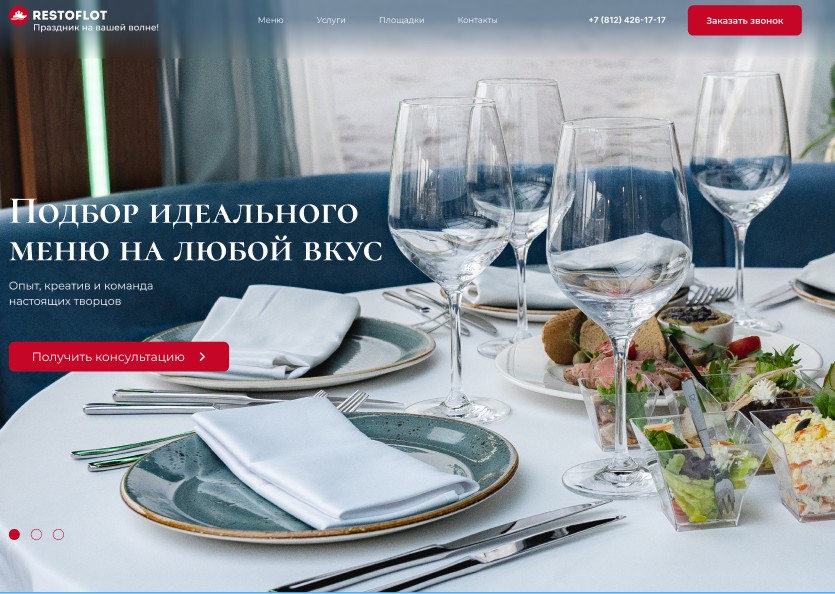 RESTOFLOT
Праздник на вашей волне!
Меню
Услуги
Площадки
Контакты
+7 (812) 426-17-17
Заказать звонок
Подбор идеального
меню на любой вкус
Опыт, креатив и команда
настоящих творцов
Получить консультацию